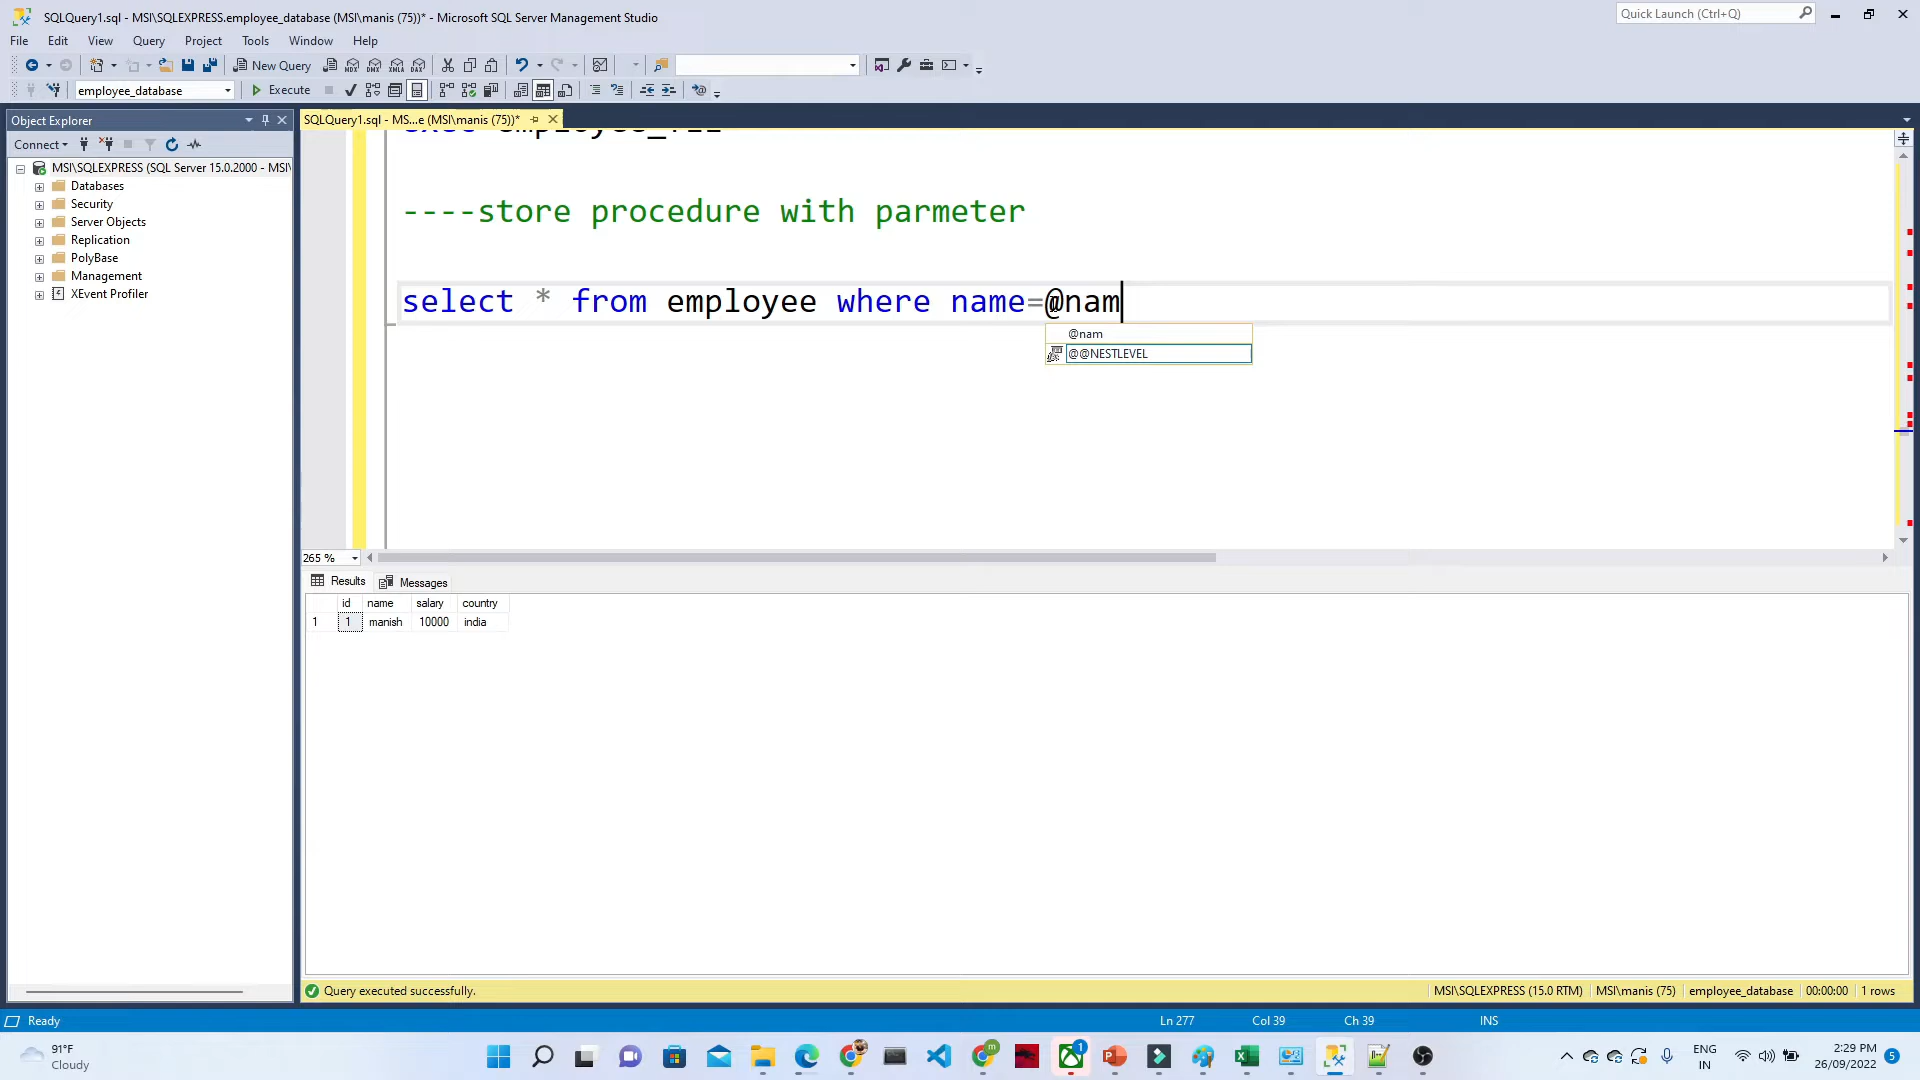 SQLQuery1.sql - MSI\SQLEXPRESS.employee_database (MSI\manis (75))* - Microsoft SQL Server Management Studio
Quick Launch (Ctrl+Q)
File Edit View Query Project Tools Window Help
New Query
employee_database
Execute
Object Explorer
Connect
MSI\SQLEXPRESS (SQL Server 15.0.2000 - MSI\
Databases
Security
Server Objects
Replication
PolyBase
Management
XEvent Profiler
SQLQuery1.sql - MS...e (MSI\manis (75))*
----store procedure with parmeter
select * from employee where name=@nam
@nam
@@NESTLEVEL
265 %
Results Messages
id name salary country
1 1 manish 10000 india
Query executed successfully.
MSI\SQLEXPRESS (15.0 RTM) MSI\manis (75) employee_database 00:00:00 1 rows
Ready
Ln 277 Col 39 Ch 39 INS
91°F
Cloudy
ENG
IN
2:29 PM
26/09/2022
5